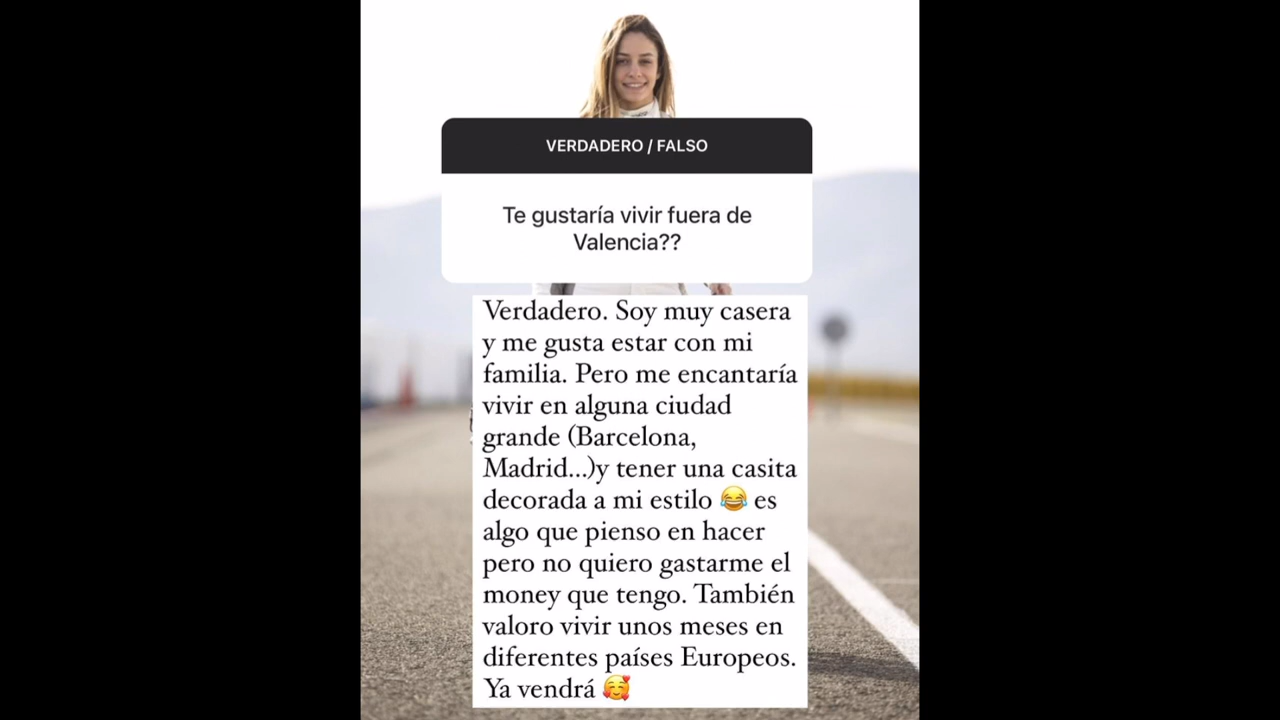 VERDADERO / FALSO
Te gustaría vivir fuera de
Valencia??
Verdadero. Soy muy casera
y me gusta estar con mi
familia. Pero me encantaría
vivir en alguna ciudad
grande (Barcelona,
Madrid...)y tener una casita
decorada a mi estilo 😂 es
algo que pienso en hacer
pero no quiero gastarme el
money que tengo. También
valoro vivir unos meses en
diferentes países Europeos.
Ya vendrá 🥰